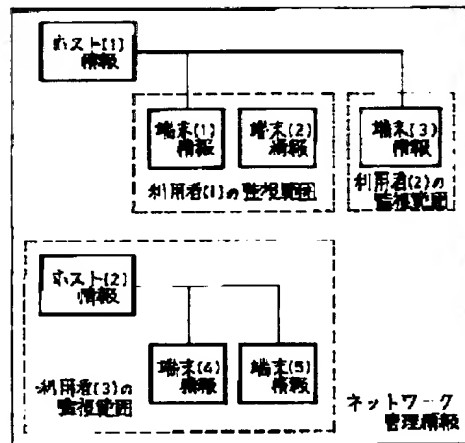 ホスト(1)
情報
端末(1)
情報
端末(2)
情報
端末(3)
情報
利用者(1)の監視範囲
利用者(2)の
監視範囲
ホスト(2)
情報
端末(4)
情報
端末(5)
情報
利用者(3)の
監視範囲
ネットワーク
管理情報